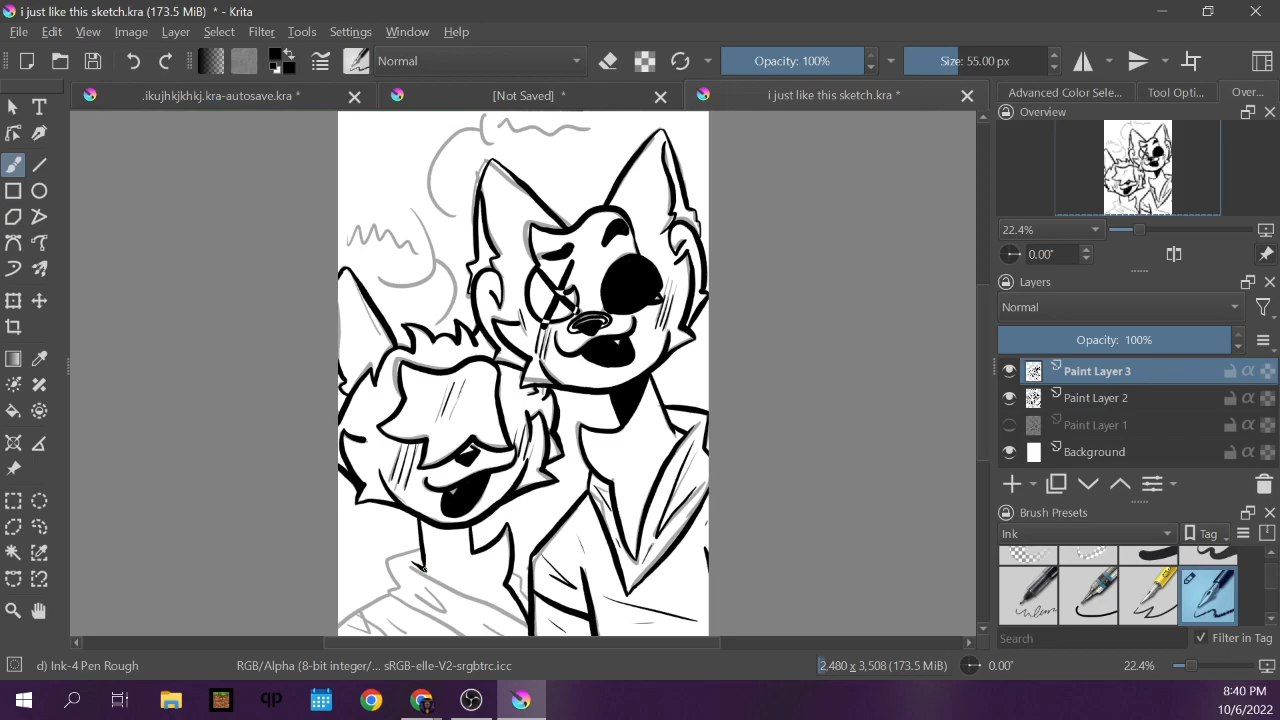 i just like this sketch.kra (173.5 MiB) * - Krita
File Edit View Image Layer Select Filter Tools Settings Window Help
Normal
Opacity: 100%
Size: 55.00 px
.ikujhkjkhkj.kra-autosave.kra *
[Not Saved] *
i just like this sketch.kra *
Advanced Color Sele...
Tool Opti...
Over...
Overview
22.4%
0.00°
Layers
Normal
Opacity: 100%
Paint Layer 3
Paint Layer 2
Paint Layer 1
Background
Brush Presets
Ink
Tag
Search
Filter in Tag
d) Ink-4 Pen Rough
RGB/Alpha (8-bit integer/... sRGB-elle-V2-srgbtrc.icc
2,480 x 3,508 (173.5 MiB)
0.00°
22.4%
qp
8:40 PM
10/6/2022